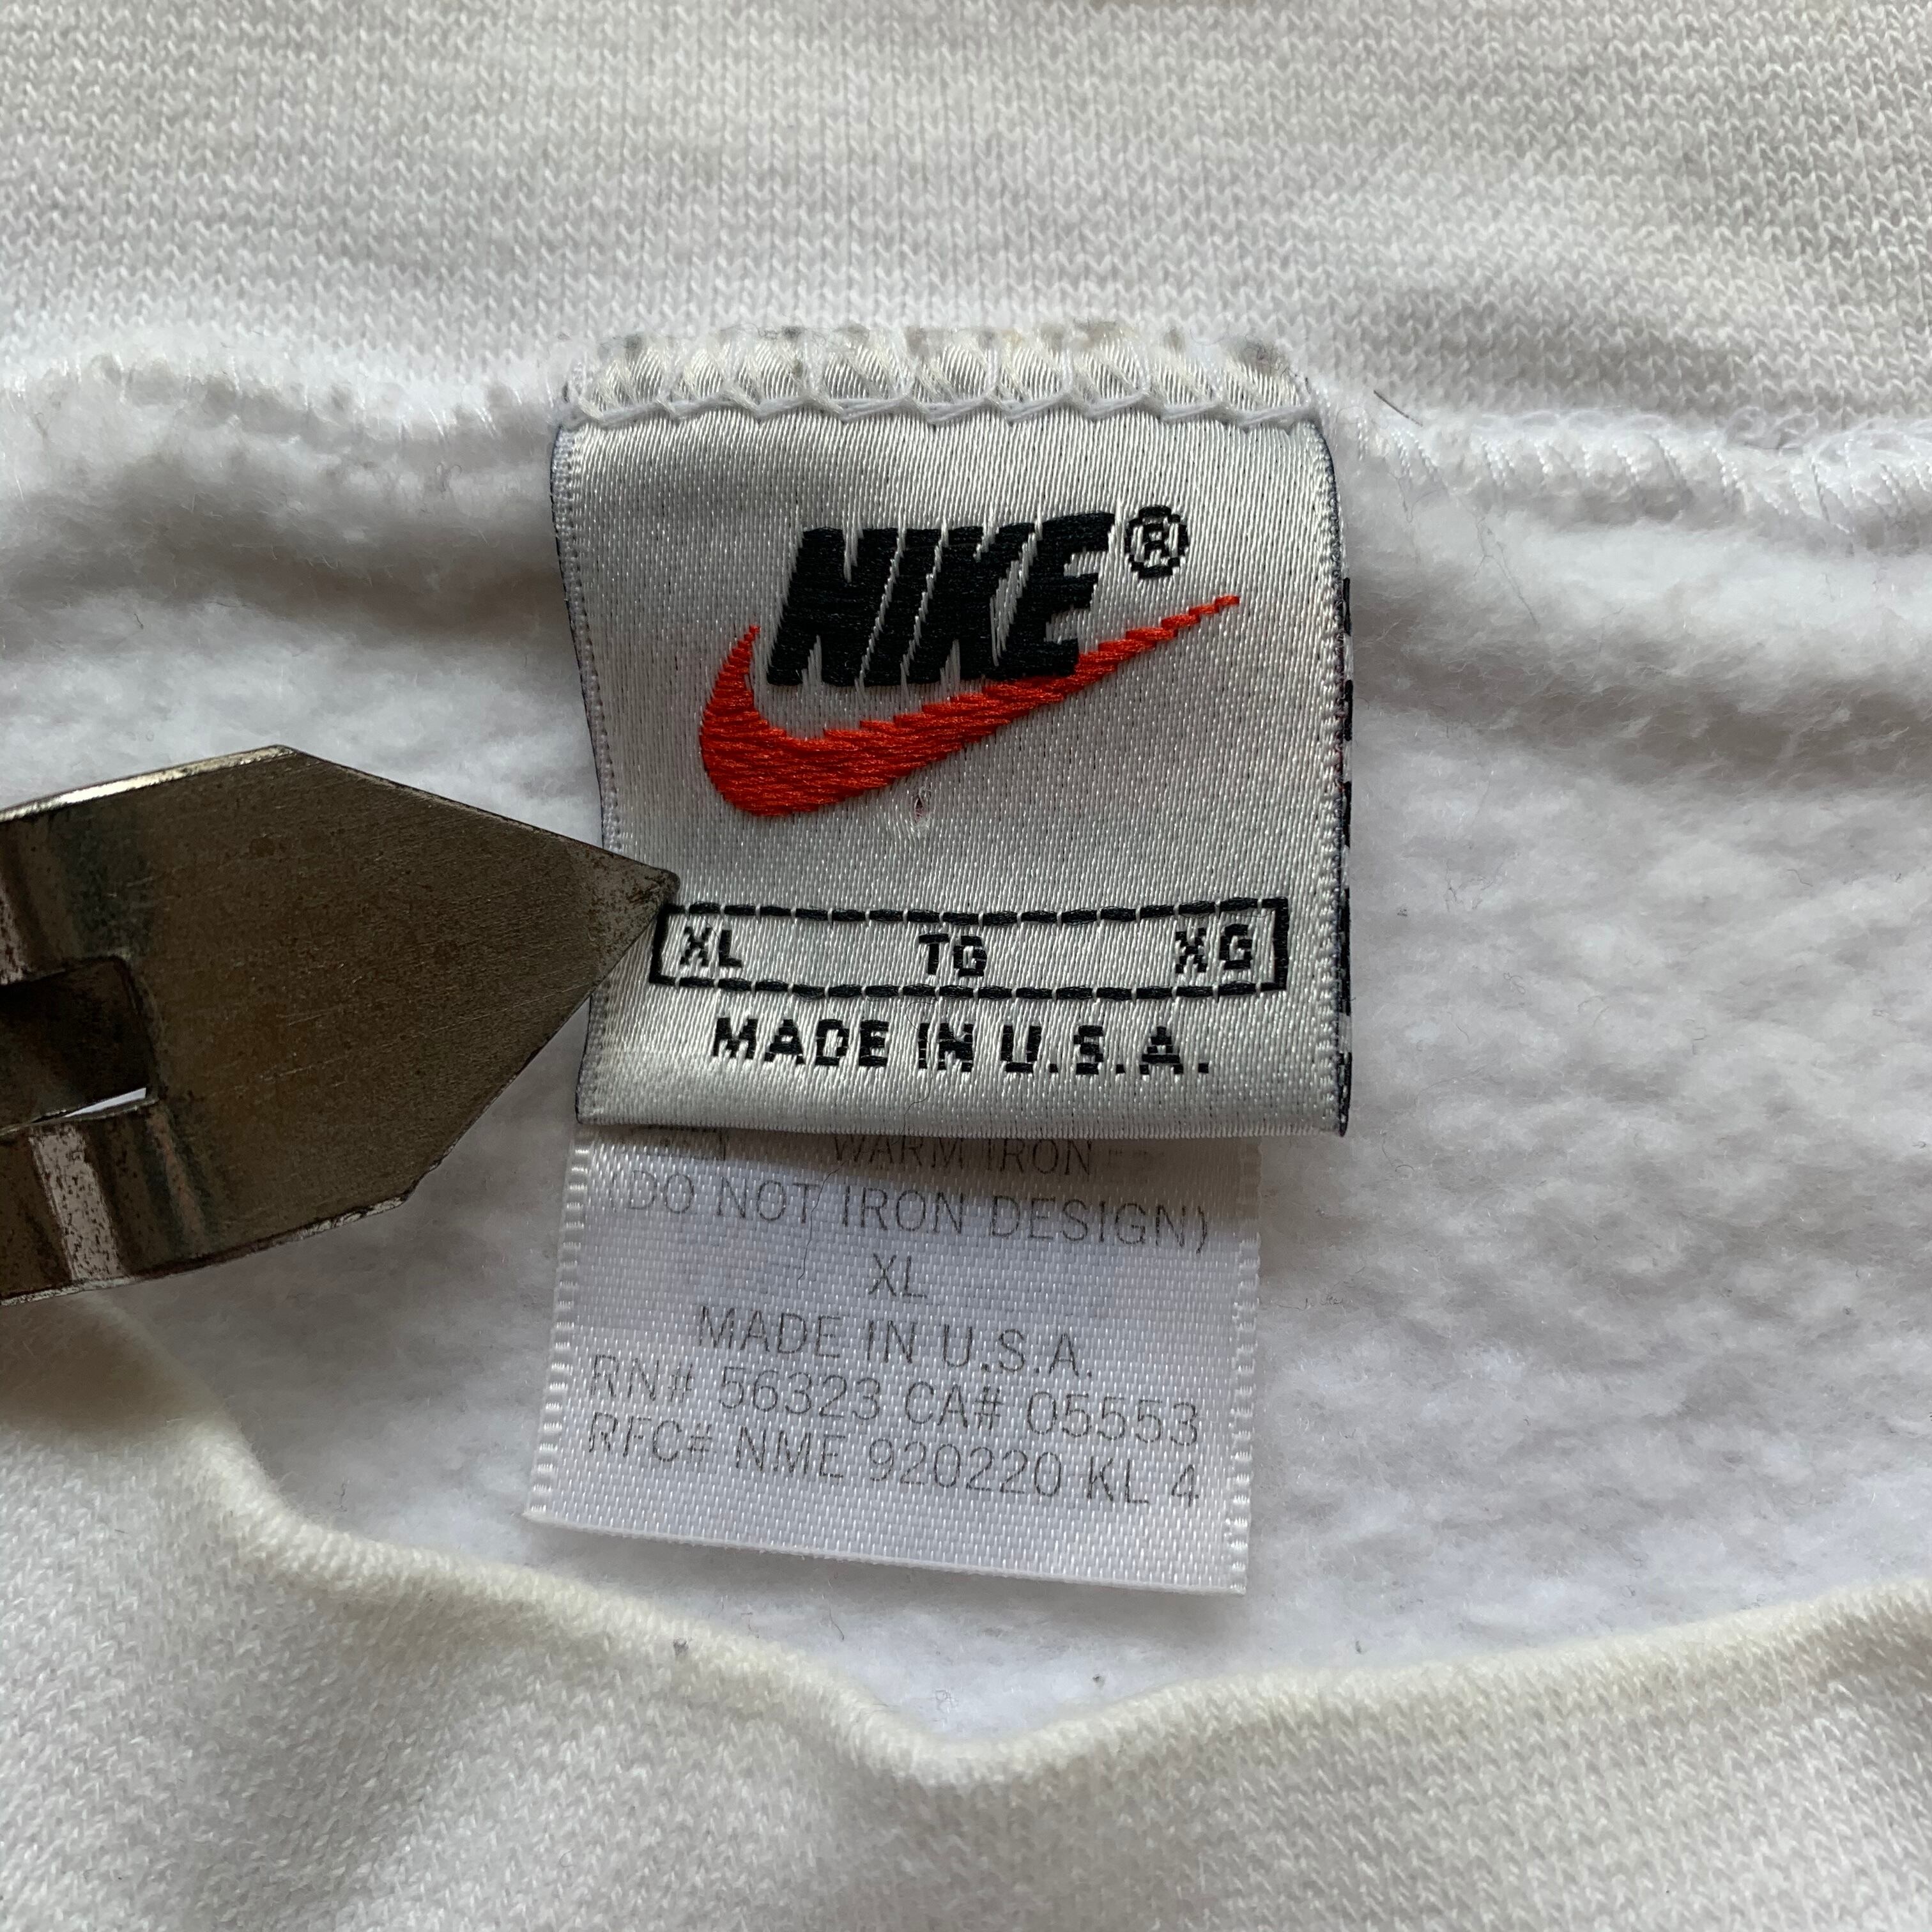 NIKE®
XL TG XG
MADE IN U.S.A.
WARM IRON
(DO NOT IRON DESIGN)
XL
MADE IN U.S.A.
RN# 56323 CA# 05553
RFC# NME 920220 KL 4